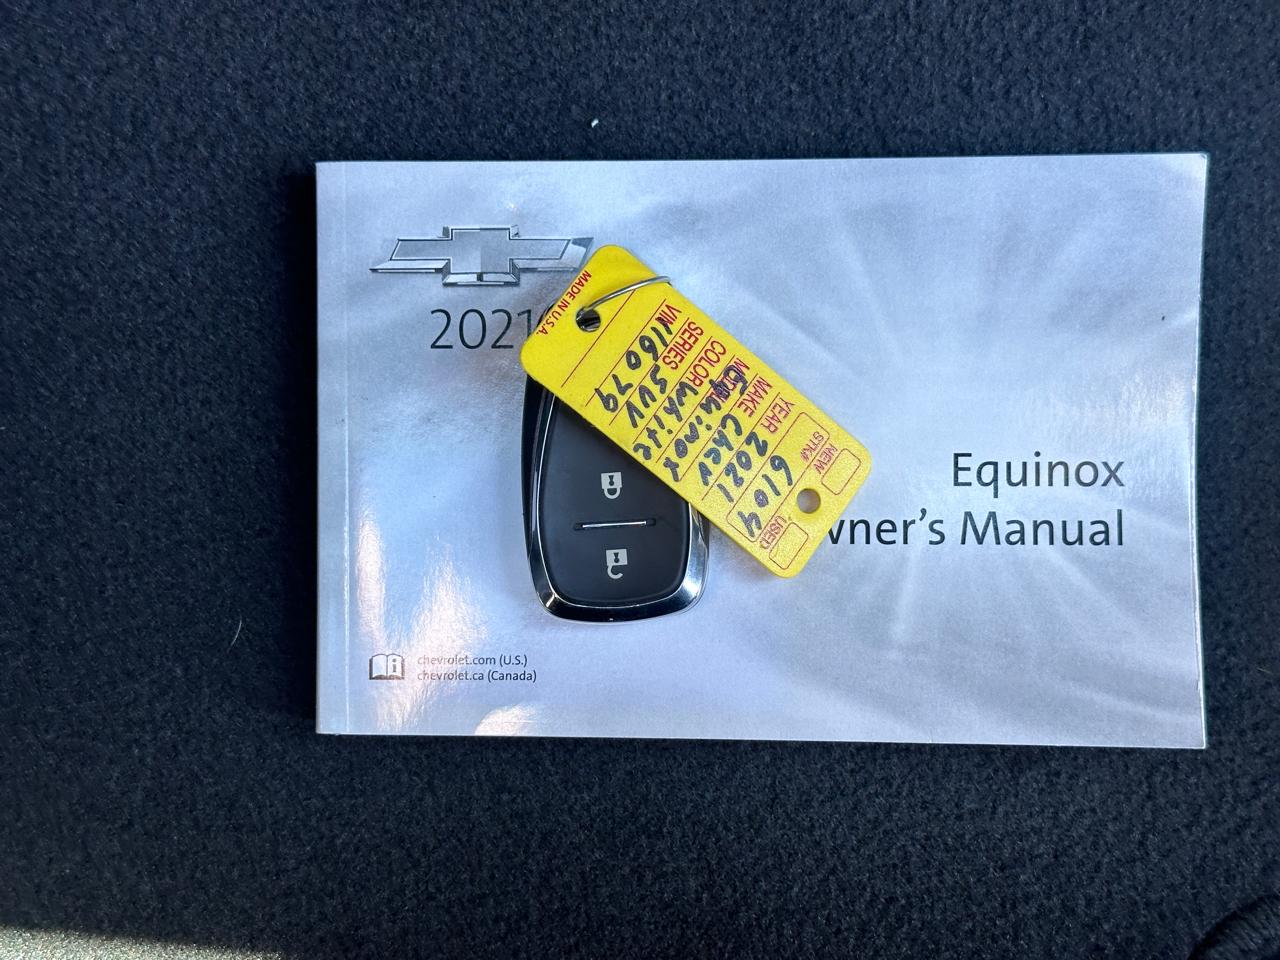 2021
Equinox
wner's Manual
chevrolet.com (U.S.)
chevrolet.ca (Canada)
NEW USED
STK# 6104
YEAR 2021
MAKE Chev
MODEL Equinox
COLOR White
SERIES SUV
VIN 116079
MADE IN U.S.A.